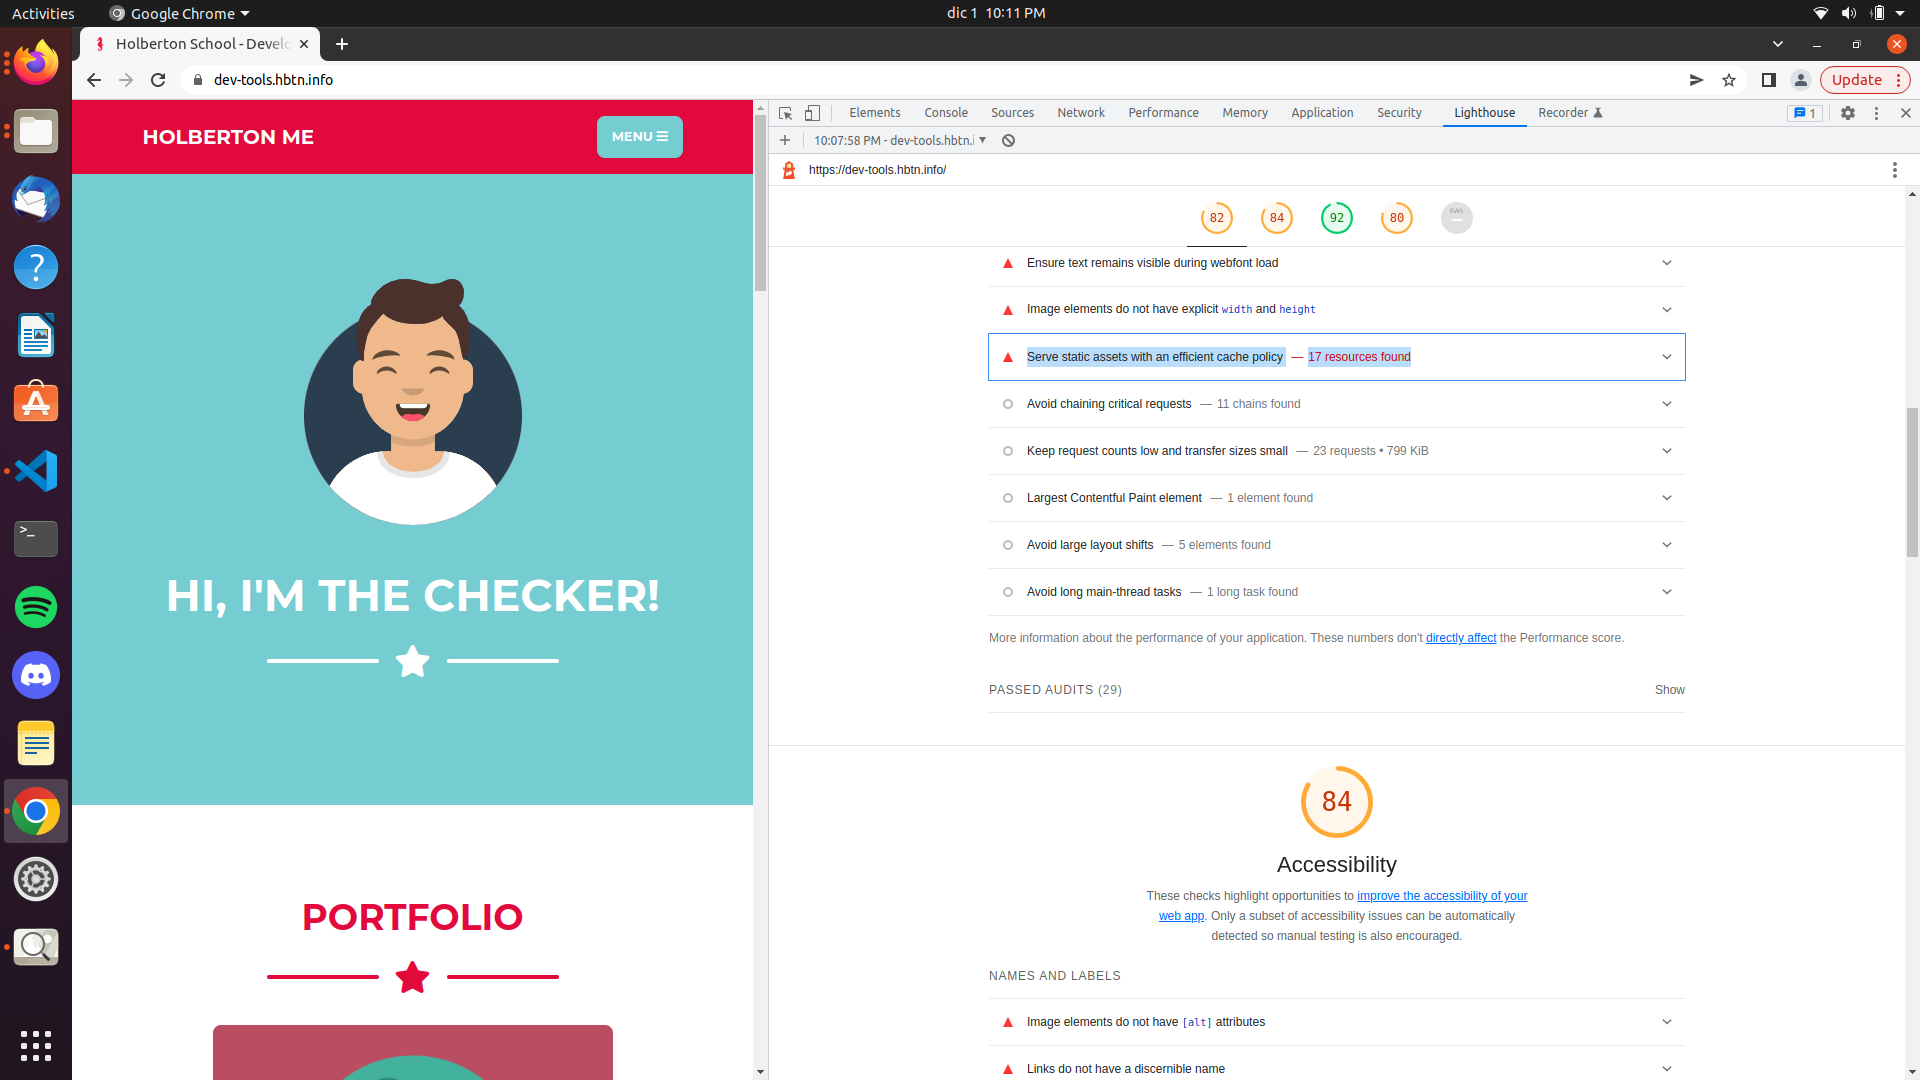 Activities
Google Chrome
dic 1 10:11 PM
Holberton School - Develo
dev-tools.hbtn.info
Update
HOLBERTON ME
MENU
HI, I'M THE CHECKER!
PORTFOLIO
Elements
Console
Sources
Network
Performance
Memory
Application
Security
Lighthouse
Recorder
1
10:07:58 PM - dev-tools.hbtn.i
https://dev-tools.hbtn.info/
82
84
92
80
PWA
Ensure text remains visible during webfont load
Image elements do not have explicit width and height
Serve static assets with an efficient cache policy — 17 resources found
Avoid chaining critical requests — 11 chains found
Keep request counts low and transfer sizes small — 23 requests • 799 KiB
Largest Contentful Paint element — 1 element found
Avoid large layout shifts — 5 elements found
Avoid long main-thread tasks — 1 long task found
More information about the performance of your application. These numbers don't directly affect the Performance score.
PASSED AUDITS (29)
Show
84
Accessibility
These checks highlight opportunities to improve the accessibility of your
web app. Only a subset of accessibility issues can be automatically
detected so manual testing is also encouraged.
NAMES AND LABELS
Image elements do not have [alt] attributes
Links do not have a discernible name